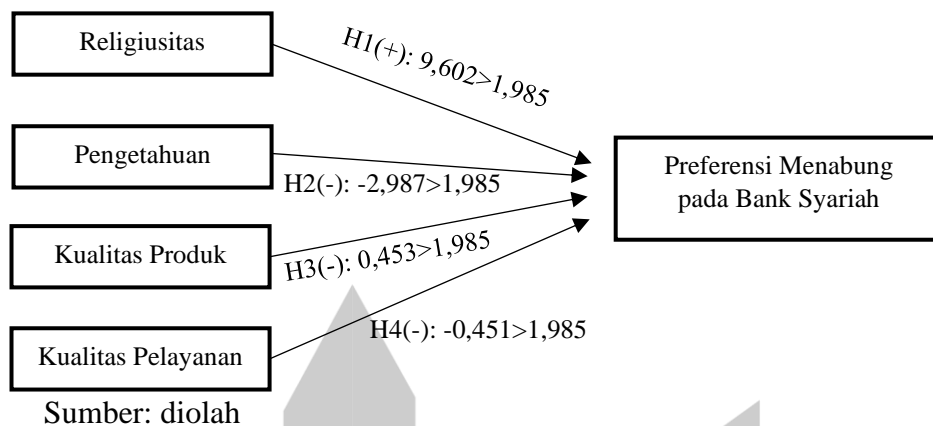 Religiusitas
H1(+): 9,602>1,985
Pengetahuan
H2(-): -2,987>1,985
Preferensi Menabung
pada Bank Syariah
Kualitas Produk
H3(-): 0,453>1,985
H4(-): -0,451>1,985
Kualitas Pelayanan
Sumber: diolah